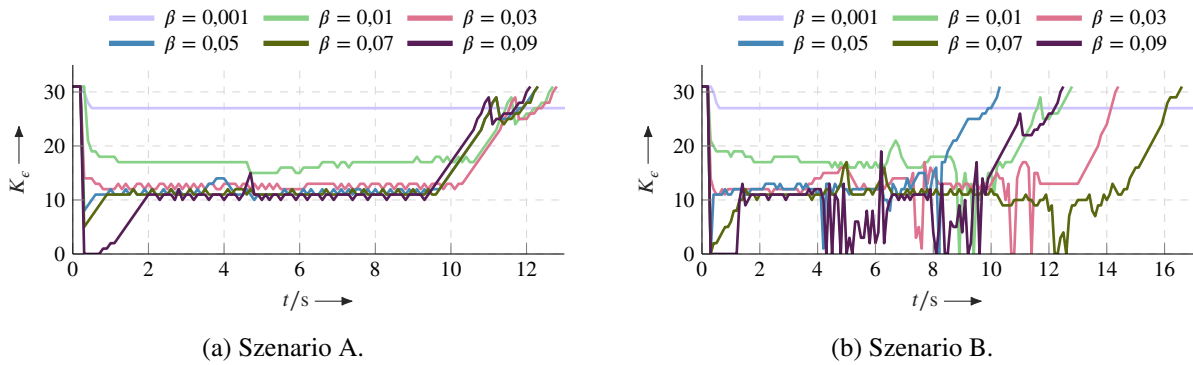 β = 0,001 β = 0,01 β = 0,03
β = 0,05 β = 0,07 β = 0,09
30
20
10
0
K_ϵ
0 2 4 6 8 10 12
t/s
(a) Szenario A.
β = 0,001 β = 0,01 β = 0,03
β = 0,05 β = 0,07 β = 0,09
30
20
10
0
K_ϵ
0 2 4 6 8 10 12 14 16
t/s
(b) Szenario B.